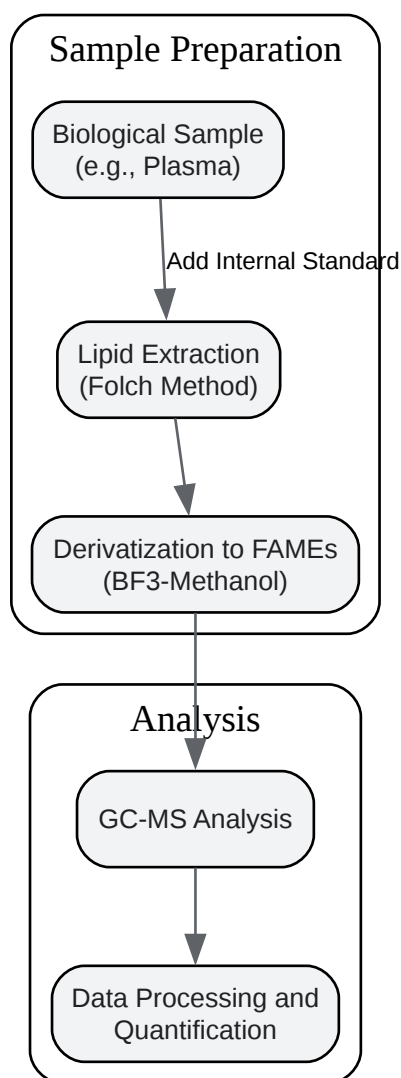 Sample Preparation
Biological Sample
(e.g., Plasma)
Add Internal Standard
Lipid Extraction
(Folch Method)
Derivatization to FAMEs
(BF3-Methanol)
Analysis
GC-MS Analysis
Data Processing and
Quantification